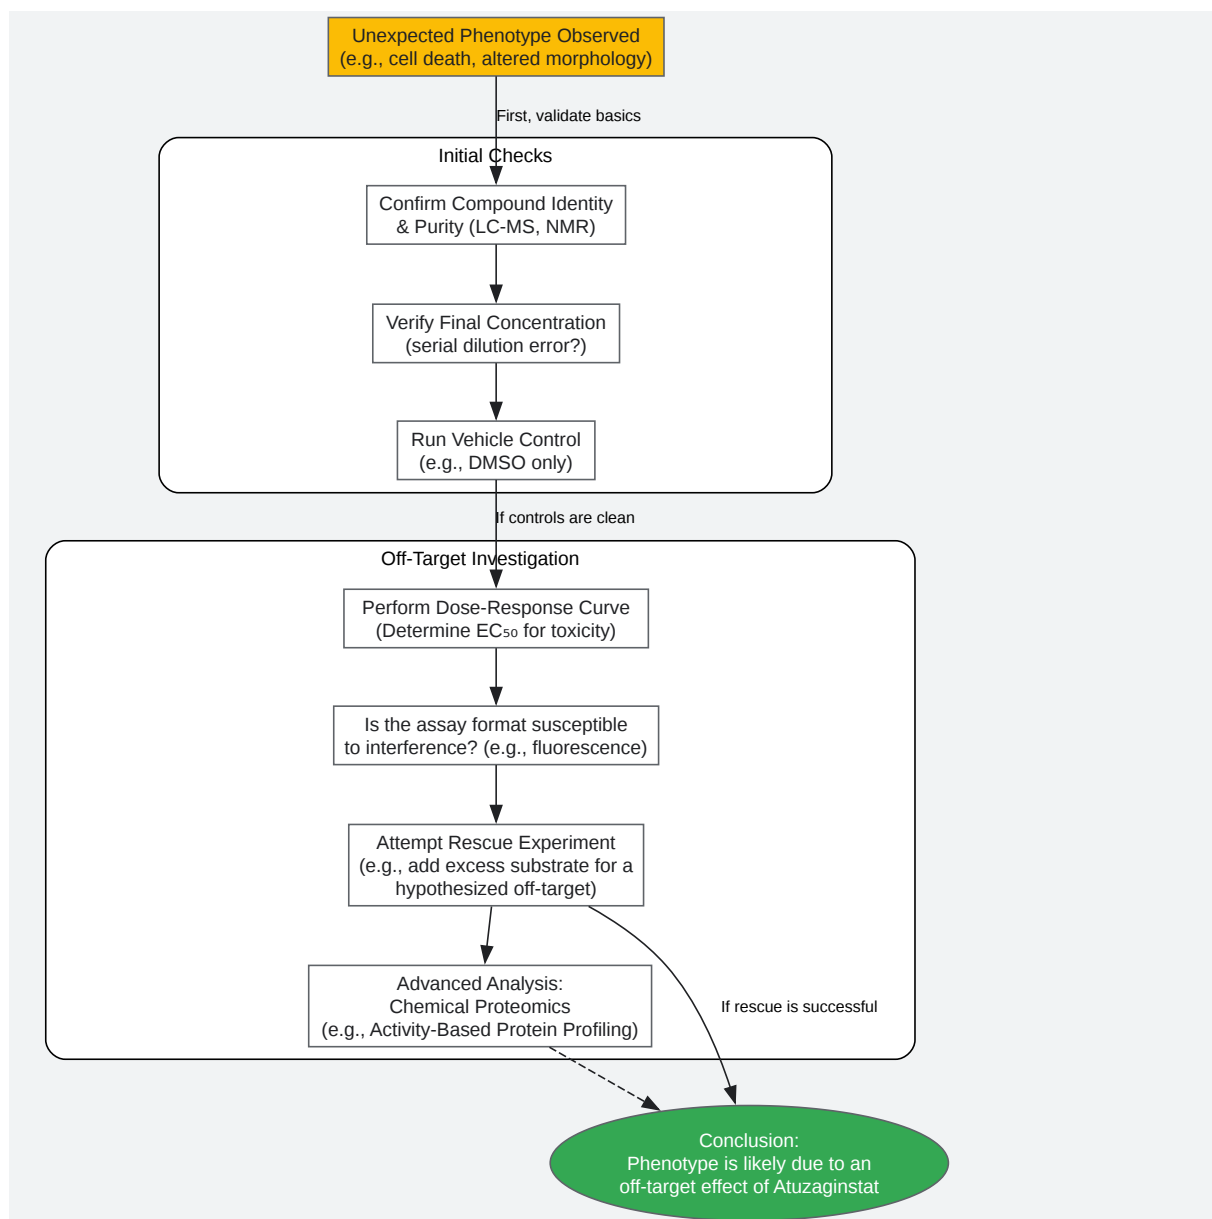 Unexpected Phenotype Observed
(e.g., cell death, altered morphology)
First, validate basics
Initial Checks
Confirm Compound Identity
& Purity (LC-MS, NMR)
Verify Final Concentration
(serial dilution error?)
Run Vehicle Control
(e.g., DMSO only)
If controls are clean
Off-Target Investigation
Perform Dose-Response Curve
(Determine EC₅₀ for toxicity)
Is the assay format susceptible
to interference? (e.g., fluorescence)
Attempt Rescue Experiment
(e.g., add excess substrate for a
hypothesized off-target)
Advanced Analysis:
Chemical Proteomics
(e.g., Activity-Based Protein Profiling)
If rescue is successful
Conclusion:
Phenotype is likely due to an
off-target effect of Atuzaginstat